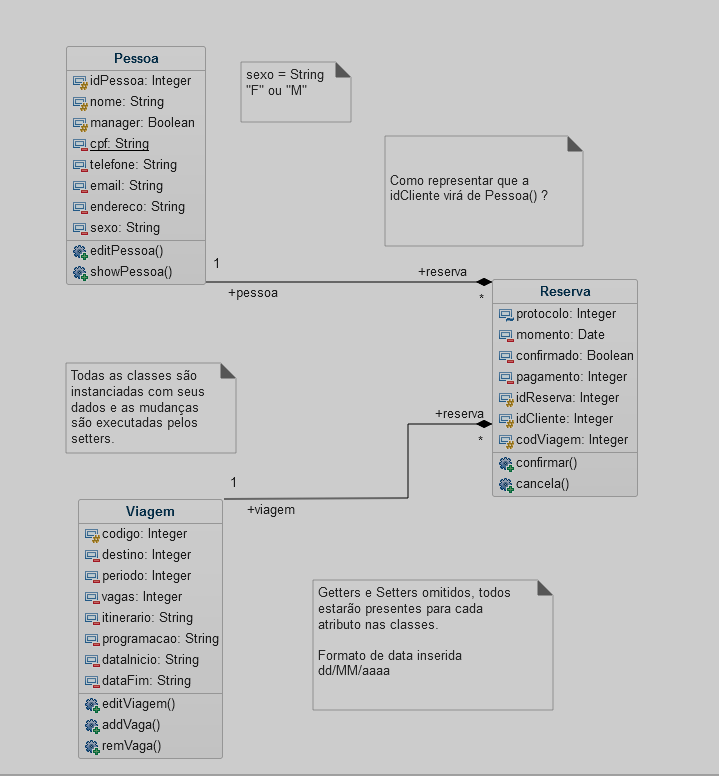 Pessoa
idPessoa: Integer
nome: String
manager: Boolean
cpf: String
telefone: String
email: String
endereco: String
sexo: String
editPessoa()
showPessoa()
sexo = String
"F" ou "M"
Como representar que a
idCliente virá de Pessoa() ?
1
+pessoa
+reserva
*
Reserva
protocolo: Integer
momento: Date
confirmado: Boolean
pagamento: Integer
idReserva: Integer
idCliente: Integer
codViagem: Integer
confirmar()
cancela()
Todas as classes são
instanciadas com seus
dados e as mudanças
são executadas pelos
setters.
+reserva
*
1
+viagem
Viagem
codigo: Integer
destino: Integer
periodo: Integer
vagas: Integer
itinerario: String
programacao: String
dataInicio: String
dataFim: String
editViagem()
addVaga()
remVaga()
Getters e Setters omitidos, todos
estarão presentes para cada
atributo nas classes.
Formato de data inserida
dd/MM/aaaa